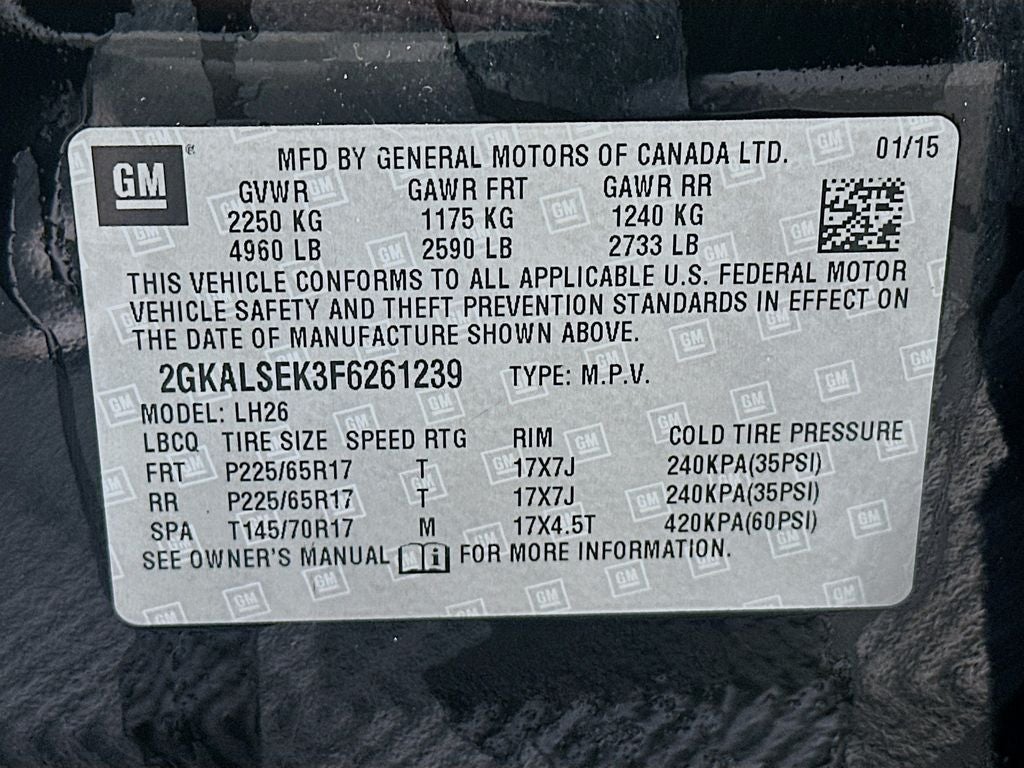 GM® MFD BY GENERAL MOTORS OF CANADA LTD. 01/15
GVWR GAWR FRT GAWR RR
2250 KG 1175 KG 1240 KG
4960 LB 2590 LB 2733 LB
THIS VEHICLE CONFORMS TO ALL APPLICABLE U.S. FEDERAL MOTOR
VEHICLE SAFETY AND THEFT PREVENTION STANDARDS IN EFFECT ON
THE DATE OF MANUFACTURE SHOWN ABOVE.
2GKALSEK3F6261239 TYPE: M.P.V.
MODEL: LH26
LBCQ TIRE SIZE SPEED RTG RIM COLD TIRE PRESSURE
FRT P225/65R17 T 17X7J 240KPA(35PSI)
RR P225/65R17 T 17X7J 240KPA(35PSI)
SPA T145/70R17 M 17X4.5T 420KPA(60PSI)
SEE OWNER'S MANUAL i FOR MORE INFORMATION.